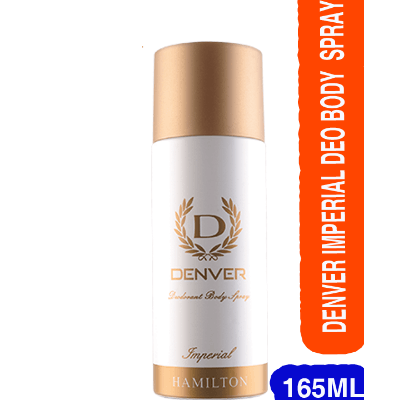 D
DENVER
Deodorant Body Spray
Imperial
HAMILTON
DENVER IMPERIAL DEO BODY SPRAY
165ML